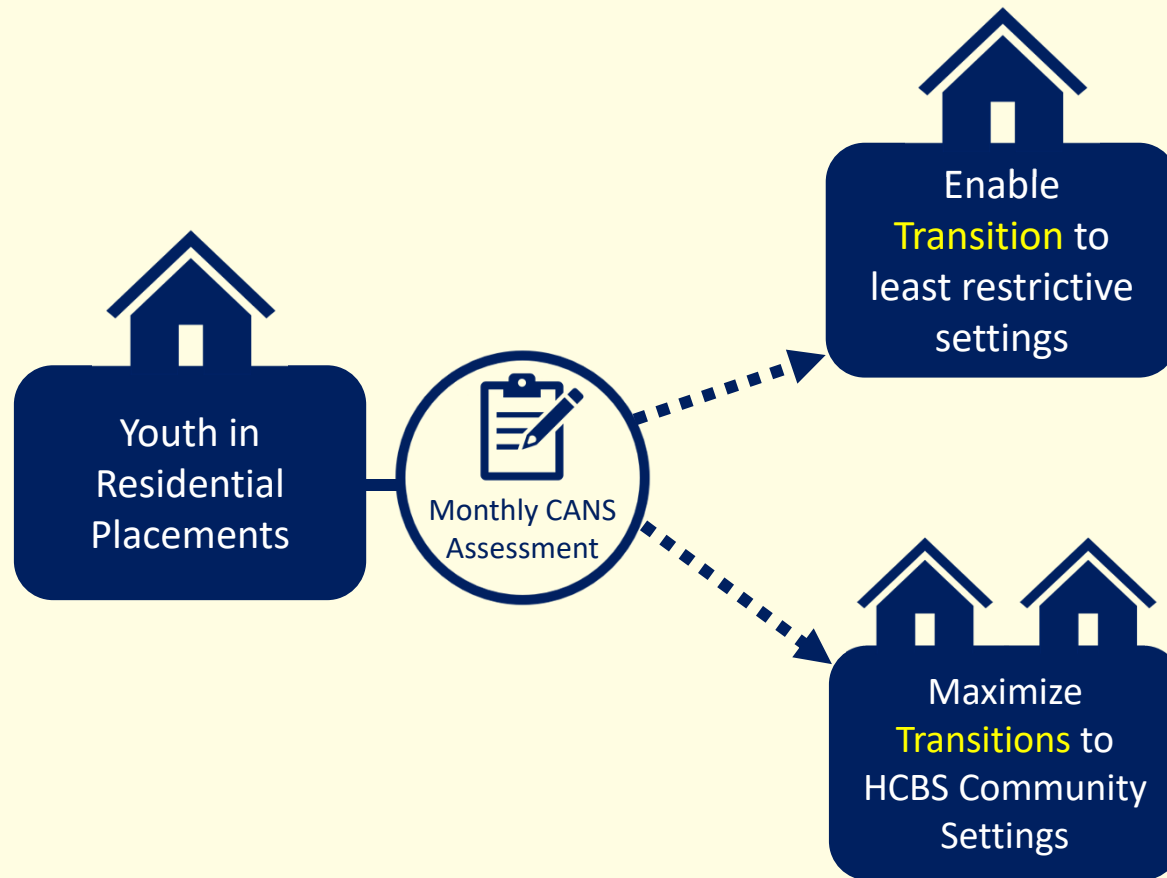 Youth in
Residential
Placements
Monthly CANS
Assessment
Enable
Transition to
least restrictive
settings
Maximize
Transitions to
HCBS Community
Settings